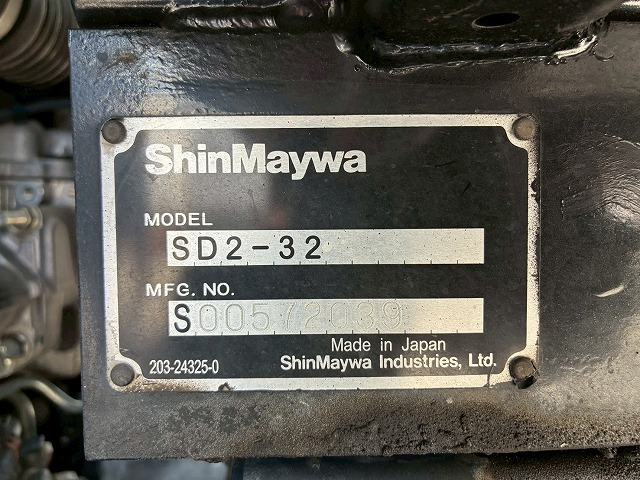 ShinMaywa
MODEL
SD2-32
MFG. NO.
S00572039
Made in Japan
203-24325-0
ShinMaywa Industries, Ltd.